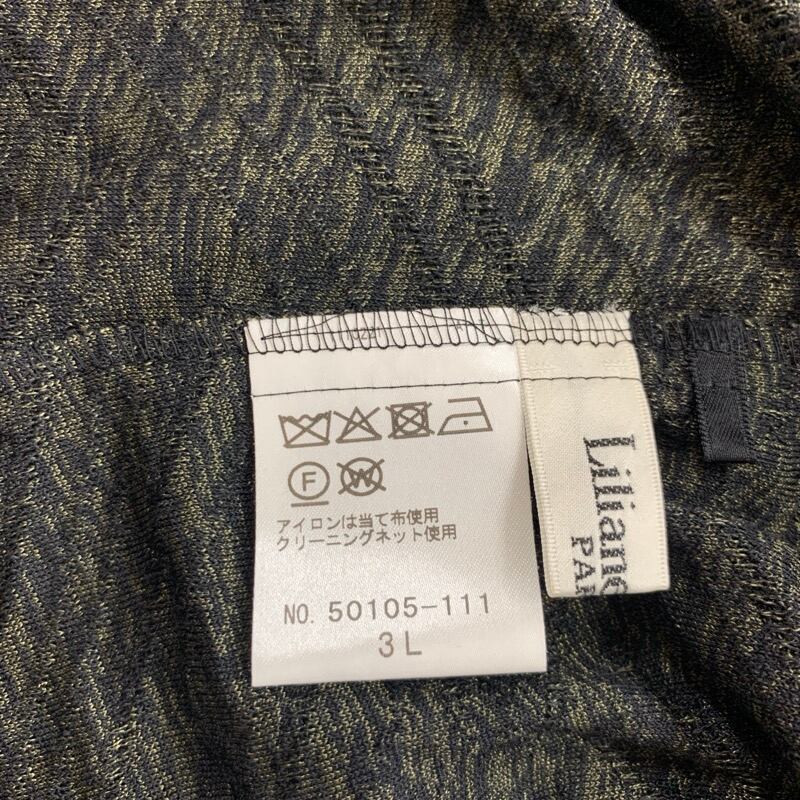 F
W
アイロンは当て布使用
クリーニングネット使用
NO. 50105-111
3L